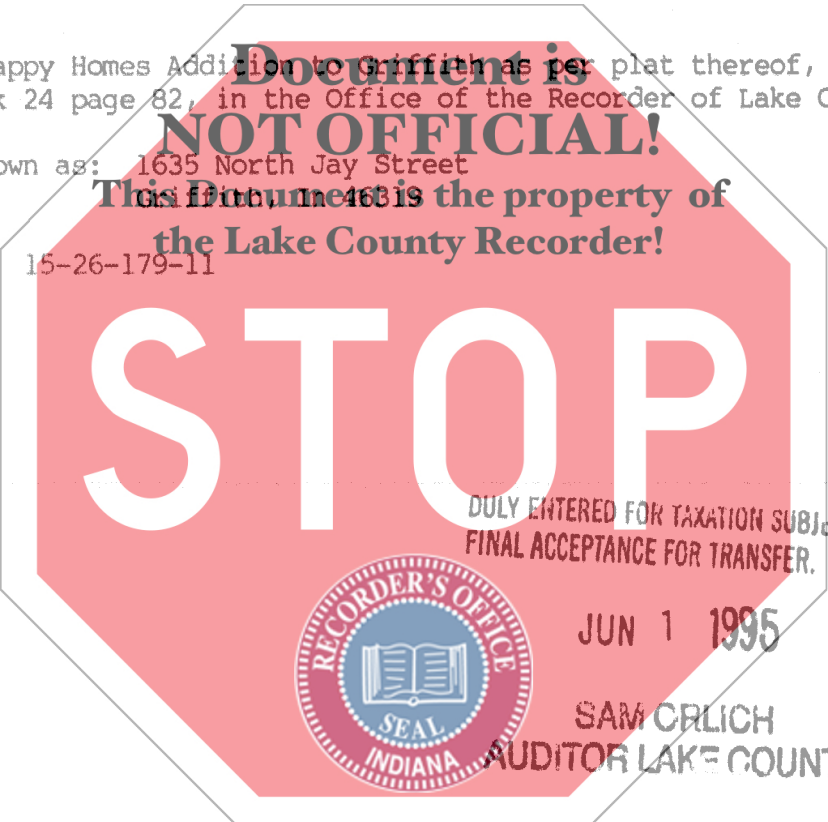 Document is
appy Homes Addition to Griffith as per plat thereof,
24 page 82, in the Office of the Recorder of Lake C
NOT OFFICIAL!
own as: 1635 North Jay Street
This Document is the property of
Griffith, In 46319
the Lake County Recorder!
15-26-179-11
STOP
DULY ENTERED FOR TAXATION SUBJ
FINAL ACCEPTANCE FOR TRANSFER.
JUN 1 1995
RECORDER'S OFFICE
SEAL
INDIANA
SAM ORLICH
AUDITOR LAKE COUNT